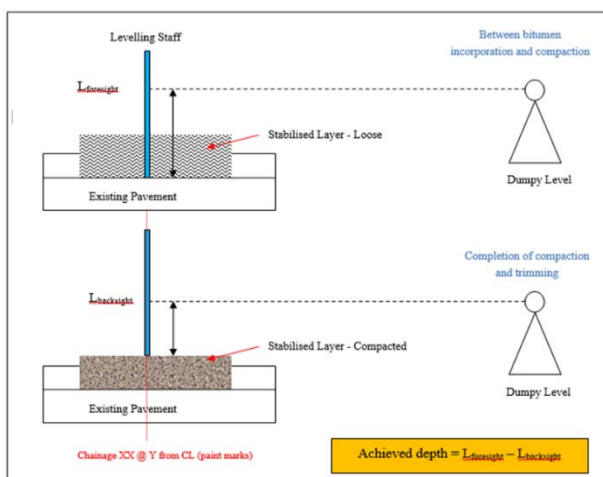 Levelling Staff
Between bitumen
incorporation and compaction
Lforesight
Stabilised Layer - Loose
Existing Pavement
Dumpy Level
Completion of compaction
and trimming
Lbacksight
Stabilised Layer - Compacted
Existing Pavement
Dumpy Level
Chainage XX @ Y from CL (paint marks)
Achieved depth = Lforesight – Lbacksight